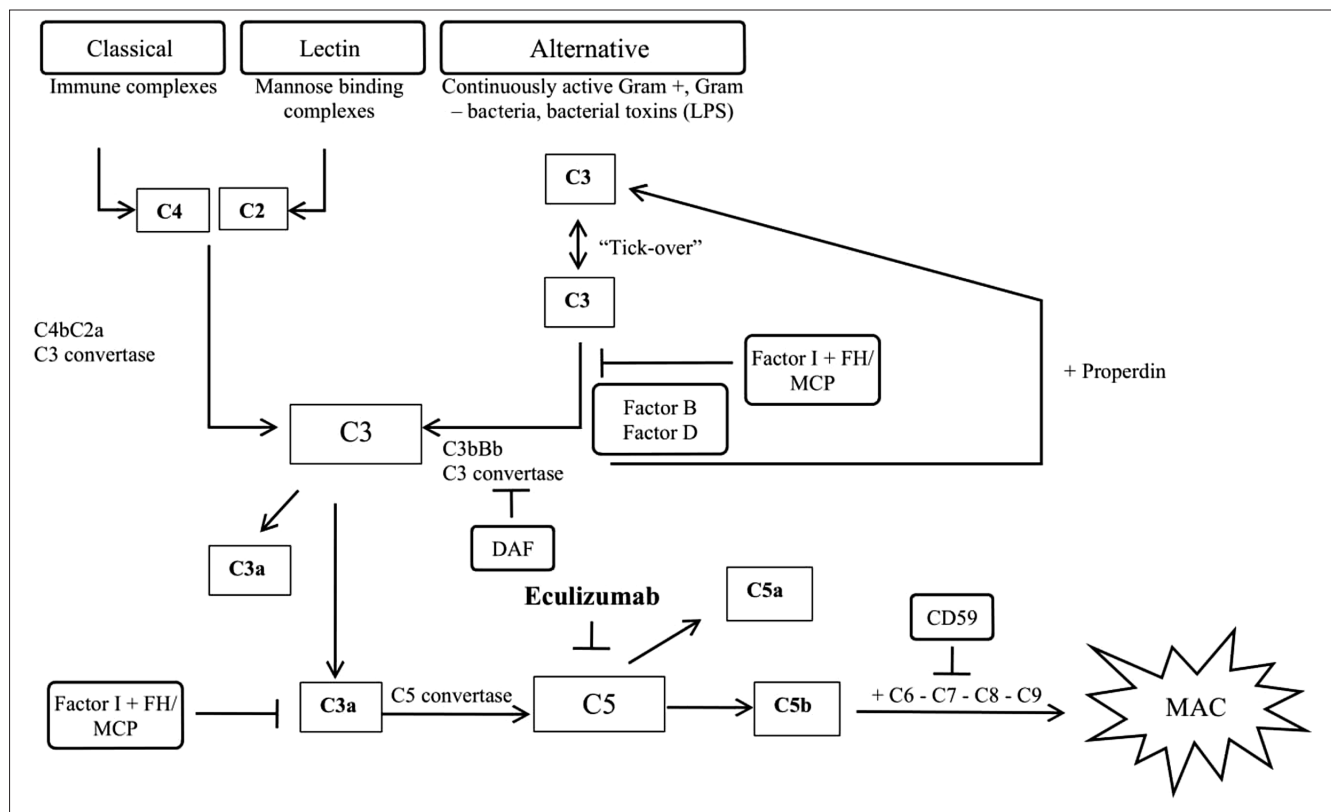 Classical
Lectin
Alternative
Immune complexes
Mannose binding
complexes
Continuously active Gram +, Gram
– bacteria, bacterial toxins (LPS)
C3
C4
C2
“Tick-over”
C3
C4bC2a
C3 convertase
Factor I + FH/
MCP
+ Properdin
Factor B
Factor D
C3
C3bBb
C3 convertase
DAF
C3a
Eculizumab
C5a
CD59
Factor I + FH/
MCP
C3a
C5 convertase
C5
C5b
+ C6 - C7 - C8 - C9
MAC